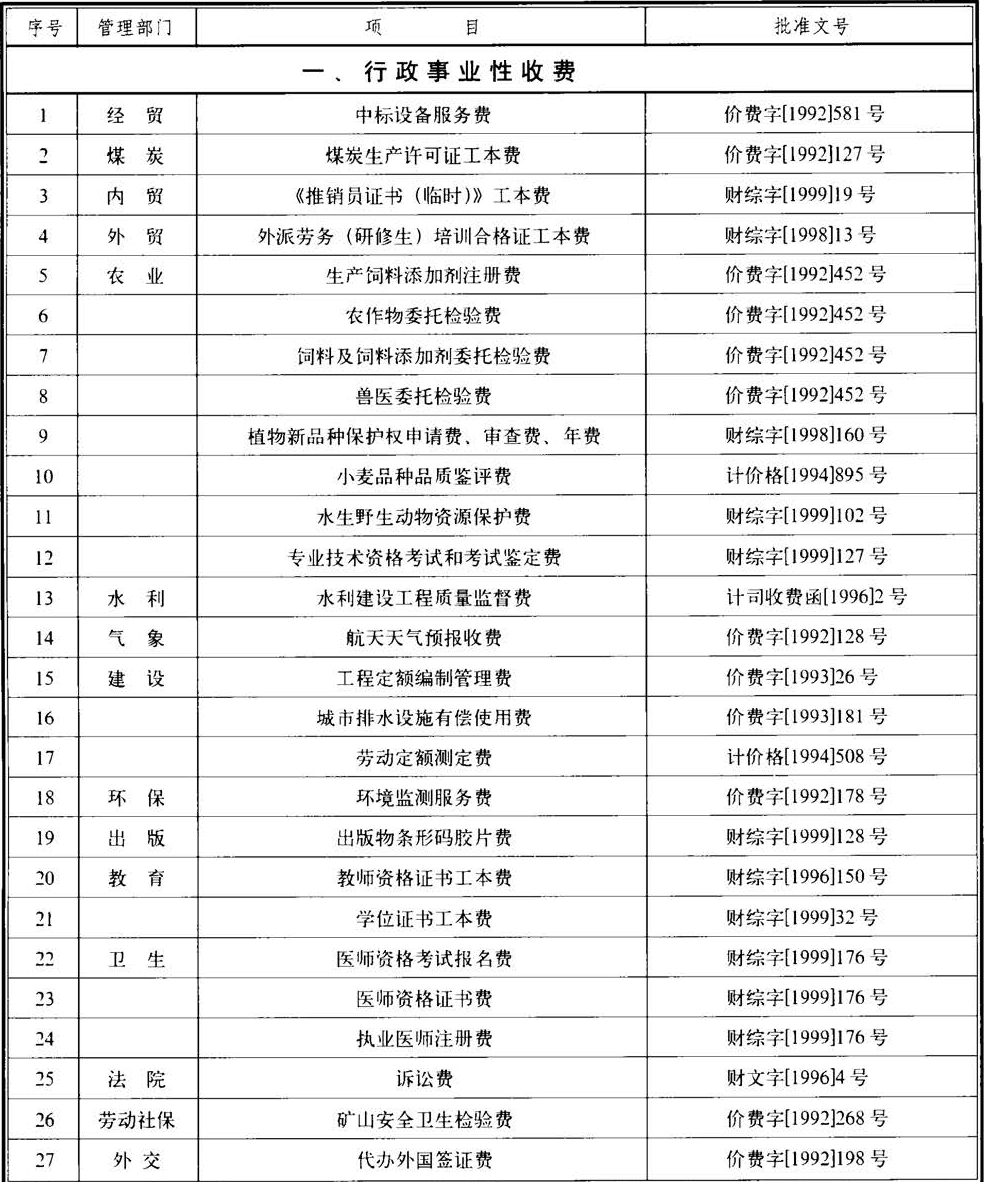 序号 管理部门 项 目 批准文号
一、行政事业性收费
1 经 贸 中标设备服务费 价费字[1992]581号
2 煤 炭 煤炭生产许可证工本费 价费字[1992]127号
3 内 贸 《推销员证书（临时）》工本费 财综字[1999]19号
4 外 贸 外派劳务（研修生）培训合格证工本费 财综字[1998]13号
5 农 业 生产饲料添加剂注册费 价费字[1992]452号
6 农作物委托检验费 价费字[1992]452号
7 饲料及饲料添加剂委托检验费 价费字[1992]452号
8 兽医委托检验费 价费字[1992]452号
9 植物新品种保护权申请费、审查费、年费 财综字[1998]160号
10 小麦品种品质鉴评费 计价格[1994]895号
11 水生野生动物资源保护费 财综字[1999]102号
12 专业技术资格考试和考试鉴定费 财综字[1999]127号
13 水 利 水利建设工程质量监督费 计司收费函[1996]2号
14 气 象 航天天气预报收费 价费字[1992]128号
15 建 设 工程定额编制管理费 价费字[1993]26号
16 城市排水设施有偿使用费 价费字[1993]181号
17 劳动定额测定费 计价格[1994]508号
18 环 保 环境监测服务费 价费字[1992]178号
19 出 版 出版物条形码胶片费 财综字[1999]128号
20 教 育 教师资格证书工本费 财综字[1996]150号
21 学位证书工本费 财综字[1999]32号
22 卫 生 医师资格考试报名费 财综字[1999]176号
23 医师资格证书费 财综字[1999]176号
24 执业医师注册费 财综字[1999]176号
25 法 院 诉讼费 财文字[1996]4号
26 劳动社保 矿山安全卫生检验费 价费字[1992]268号
27 外 交 代办外国签证费 价费字[1992]198号